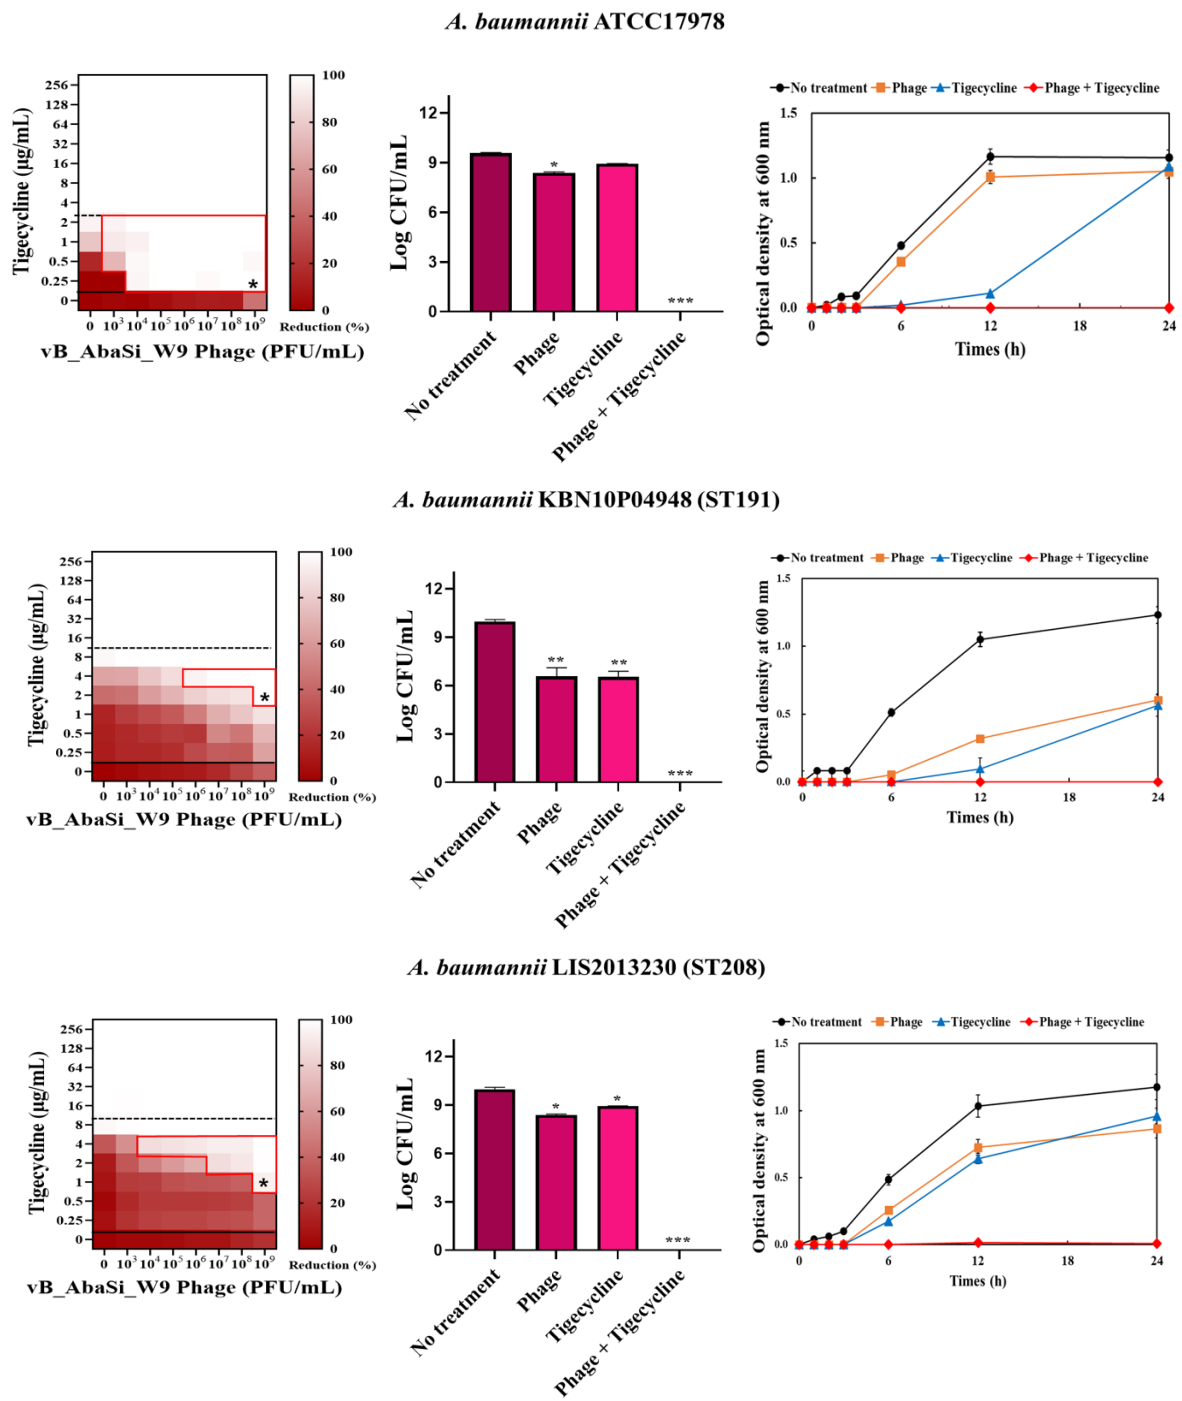 A. baumannii ATCC17978
256
128
64
32
16
8
4
2
1
0.5
0.25
0
Tigecycline (µg/mL)
*
0 10³ 10⁴ 10⁵ 10⁶ 10⁷ 10⁸ 10⁹
vB_AbaSi_W9 Phage (PFU/mL)
100
80
60
40
20
0
Reduction (%)
Log CFU/mL
12
9
6
3
0
*
***
No treatment
Phage
Tigecycline
Phage + Tigecycline
No treatment Phage Tigecycline Phage + Tigecycline
Optical density at 600 nm
1.5
1.0
0.5
0.0
0 6 12 18 24
Times (h)
A. baumannii KBN10P04948 (ST191)
256
128
64
32
16
8
4
2
1
0.5
0.25
0
Tigecycline (µg/mL)
*
0 10³ 10⁴ 10⁵ 10⁶ 10⁷ 10⁸ 10⁹
vB_AbaSi_W9 Phage (PFU/mL)
100
80
60
40
20
0
Reduction (%)
Log CFU/mL
12
9
6
3
0
**
**
***
No treatment
Phage
Tigecycline
Phage + Tigecycline
No treatment Phage Tigecycline Phage + Tigecycline
Optical density at 600 nm
1.5
1.0
0.5
0.0
0 6 12 18 24
Times (h)
A. baumannii LIS2013230 (ST208)
256
128
64
32
16
8
4
2
1
0.5
0.25
0
Tigecycline (µg/mL)
*
0 10³ 10⁴ 10⁵ 10⁶ 10⁷ 10⁸ 10⁹
vB_AbaSi_W9 Phage (PFU/mL)
100
80
60
40
20
0
Reduction (%)
Log CFU/mL
12
9
6
3
0
*
*
***
No treatment
Phage
Tigecycline
Phage + Tigecycline
No treatment Phage Tigecycline Phage + Tigecycline
Optical density at 600 nm
1.5
1.0
0.5
0.0
0 6 12 18 24
Times (h)